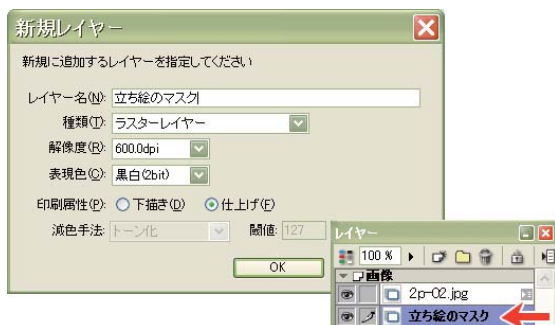 新規レイヤー
新規に追加するレイヤーを指定してください
レイヤー名(N): 立ち絵のマスク
種類(T): ラスターレイヤー
解像度(R): 600.0dpi
表現色(C): 黒白(2bit)
印刷属性(P): 下描き(D) 仕上げ(F)
減色手法: トーン化 閾値: 127
OK
レイヤー
100 %
画像
2p-02.jpg
立ち絵のマスク